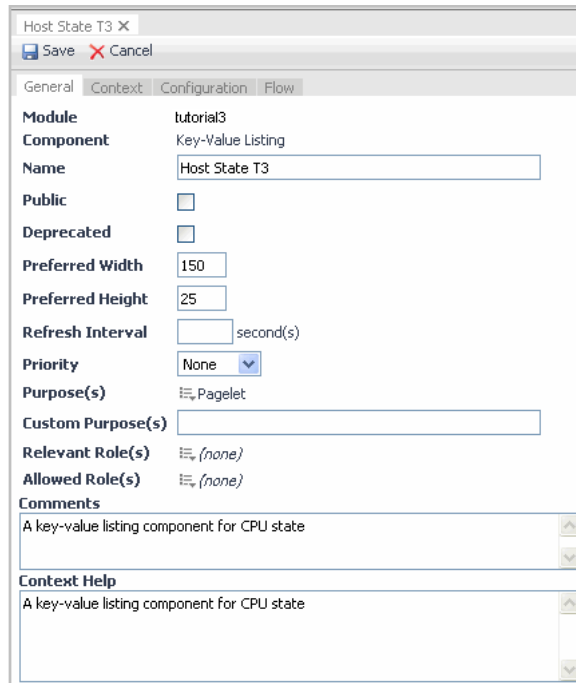 Host State T3
Save Cancel
General Context Configuration Flow
Module tutorial3
Component Key-Value Listing
Name Host State T3
Public
Deprecated
Preferred Width 150
Preferred Height 25
Refresh Interval second(s)
Priority None
Purpose(s) Pagelet
Custom Purpose(s)
Relevant Role(s) (none)
Allowed Role(s) (none)
Comments
A key-value listing component for CPU state
Context Help
A key-value listing component for CPU state